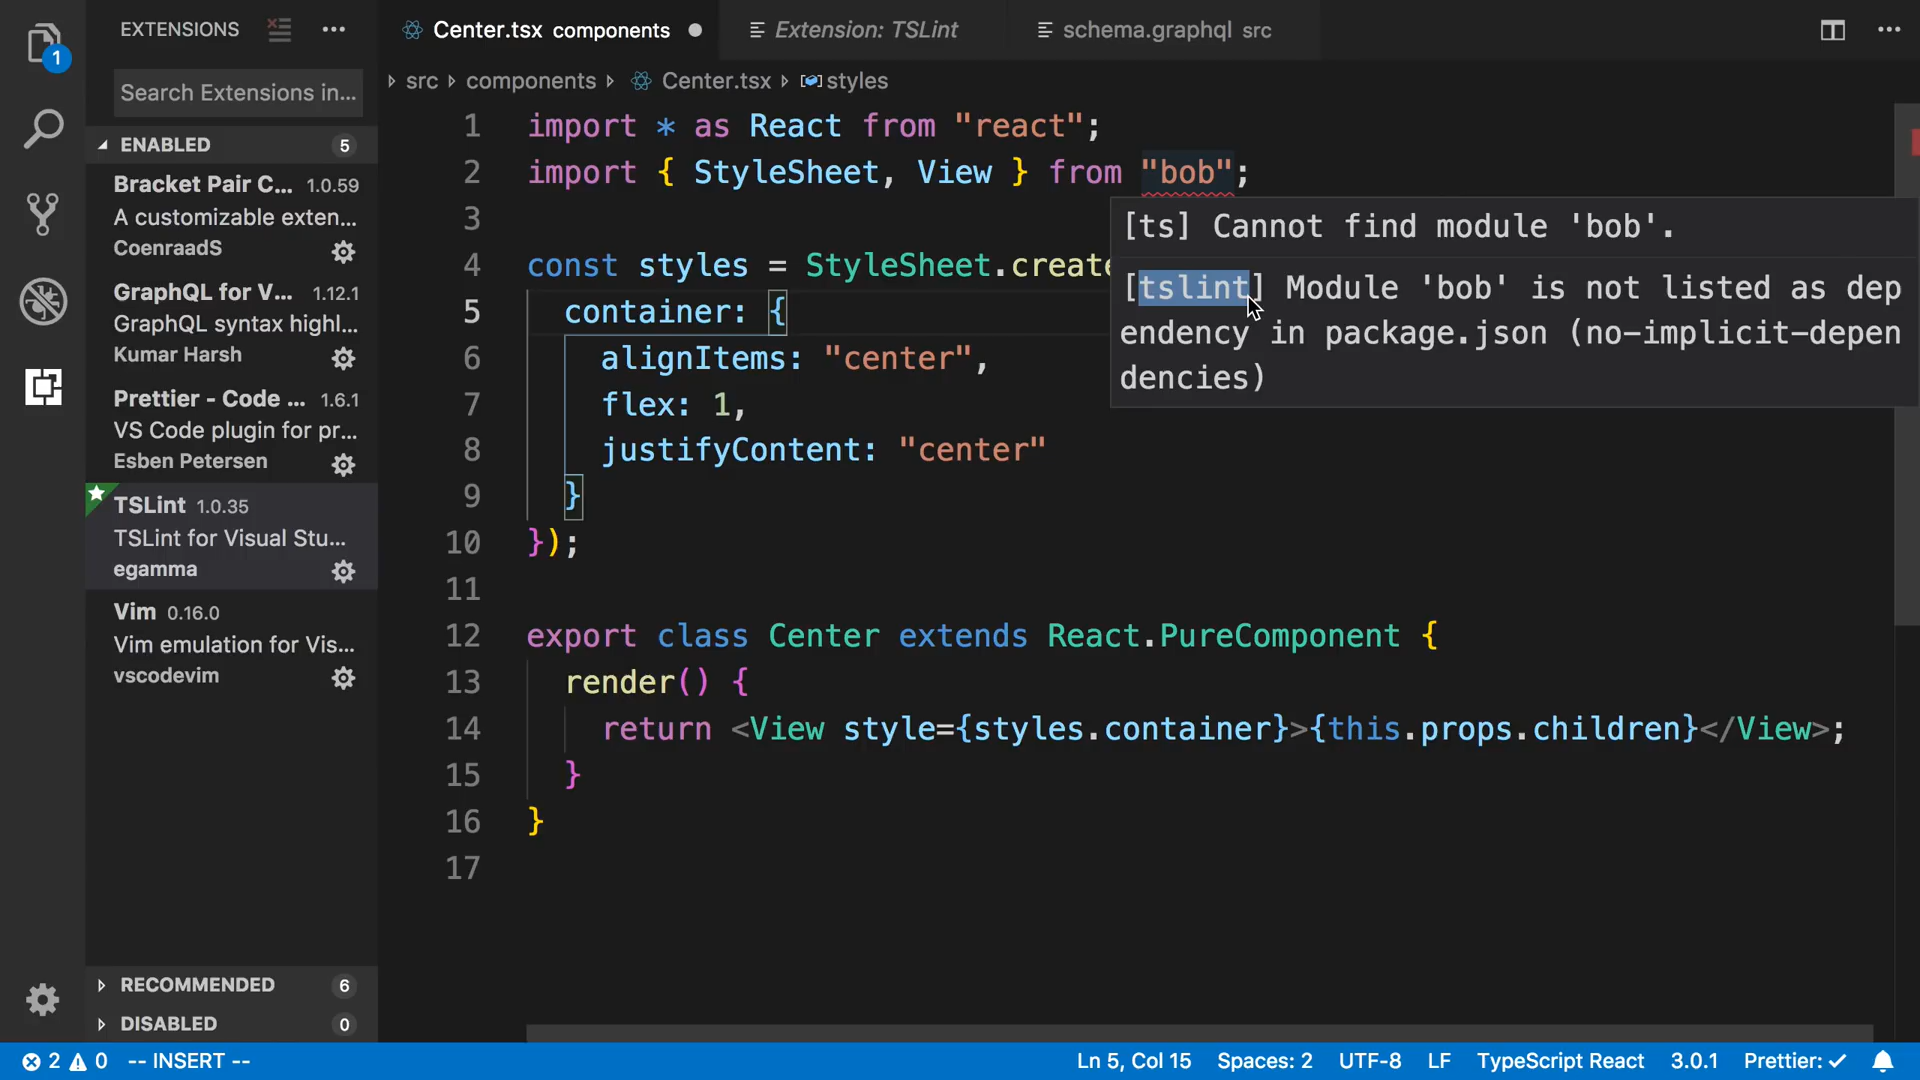 EXTENSIONS
Center.tsx components
Extension: TSLint
schema.graphql src
1
Search Extensions in...
src
components
Center.tsx
styles
ENABLED
5
Bracket Pair C... 1.0.59
A customizable exten...
CoenraadS
GraphQL for V... 1.12.1
GraphQL syntax highl...
Kumar Harsh
Prettier - Code ... 1.6.1
VS Code plugin for pr...
Esben Petersen
TSLint 1.0.35
TSLint for Visual Stu...
egamma
Vim 0.16.0
Vim emulation for Vis...
vscodevim
RECOMMENDED
6
DISABLED
0
1 import * as React from "react";
2 import { StyleSheet, View } from "bob";
3
4 const styles = StyleSheet.create
5 container: {
6 alignItems: "center",
7 flex: 1,
8 justifyContent: "center"
9 }
10 });
11
12 export class Center extends React.PureComponent {
13 render() {
14 return <View style={styles.container}>{this.props.children}</View>;
15 }
16 }
17
[ts] Cannot find module 'bob'.
[tslint] Module 'bob' is not listed as dep
endency in package.json (no-implicit-depen
dencies)
2 0 -- INSERT --
Ln 5, Col 15 Spaces: 2 UTF-8 LF TypeScript React 3.0.1 Prettier: ✓